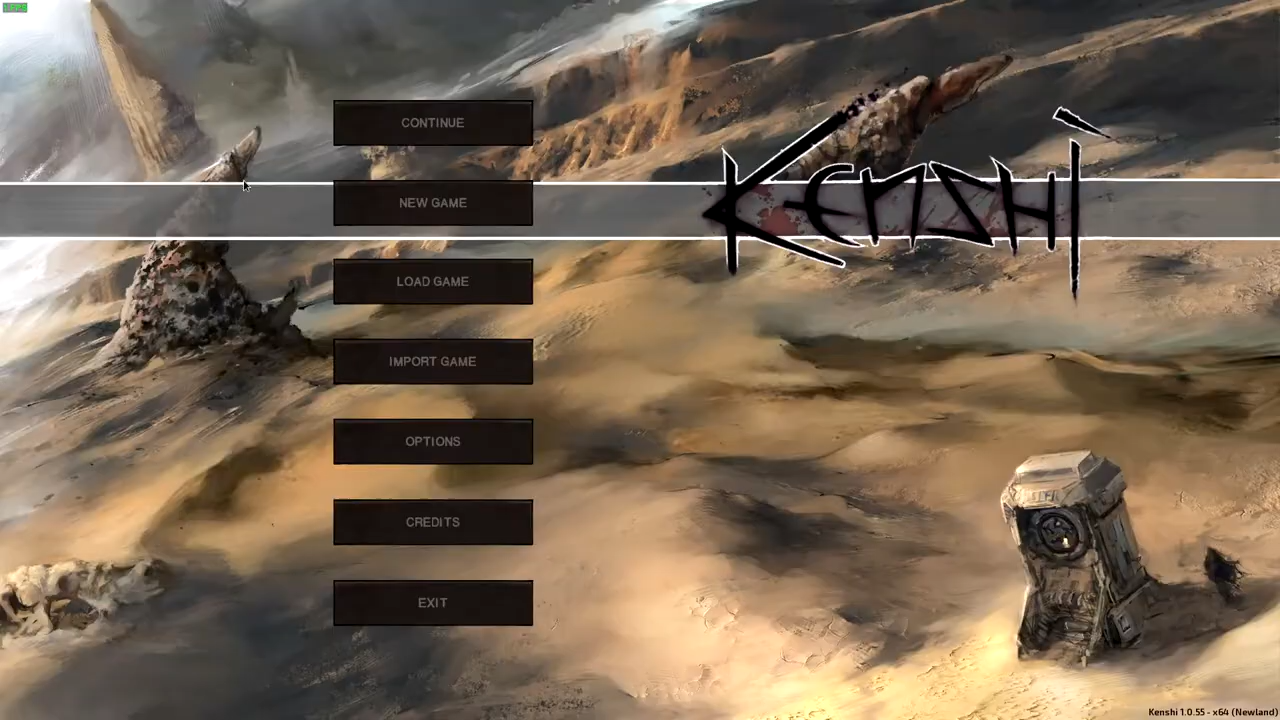 CONTINUE
NEW GAME
KENSHI
LOAD GAME
IMPORT GAME
OPTIONS
CREDITS
EXIT
Kenshi 1.0.55 - x64 (Newland)